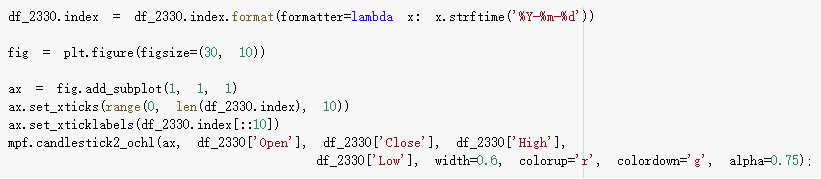 df_2330.index = df_2330.index.format(formatter=lambda x: x.strftime('%Y-%m-%d'))
fig = plt.figure(figsize=(30, 10))
ax = fig.add_subplot(1, 1, 1)
ax.set_xticks(range(0, len(df_2330.index), 10))
ax.set_xticklabels(df_2330.index[::10])
mpf.candlestick2_ochl(ax, df_2330['Open'], df_2330['Close'], df_2330['High'],
df_2330['Low'], width=0.6, colorup='r', colordown='g', alpha=0.75);